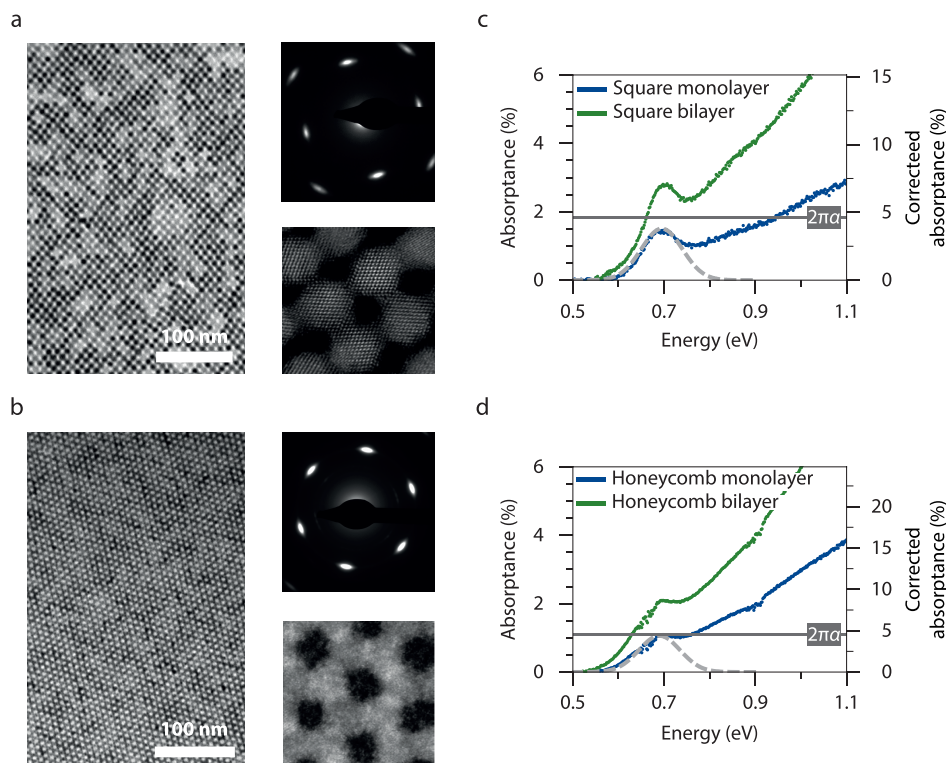 a
100 nm
c
Absorptance (%)
6
4
2
0
Square monolayer
Square bilayer
2πα
15
10
5
0
Correcteed
absorptance (%)
0.5
0.7
0.9
1.1
Energy (eV)
b
100 nm
d
Absorptance (%)
6
4
2
0
Honeycomb monolayer
Honeycomb bilayer
2πα
20
15
10
5
0
Corrected
absorptance (%)
0.5
0.7
0.9
1.1
Energy (eV)